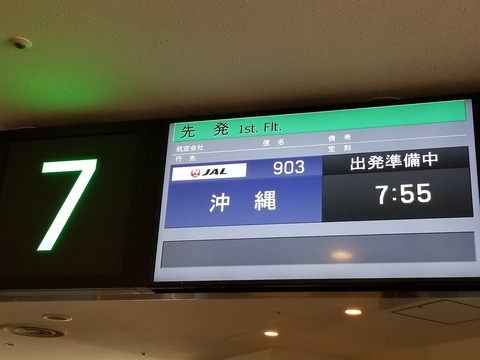 7
先発 1st. Flt.
航空会社 便名 備考
行先 定刻
JAL 903 出発準備中
沖縄 7:55